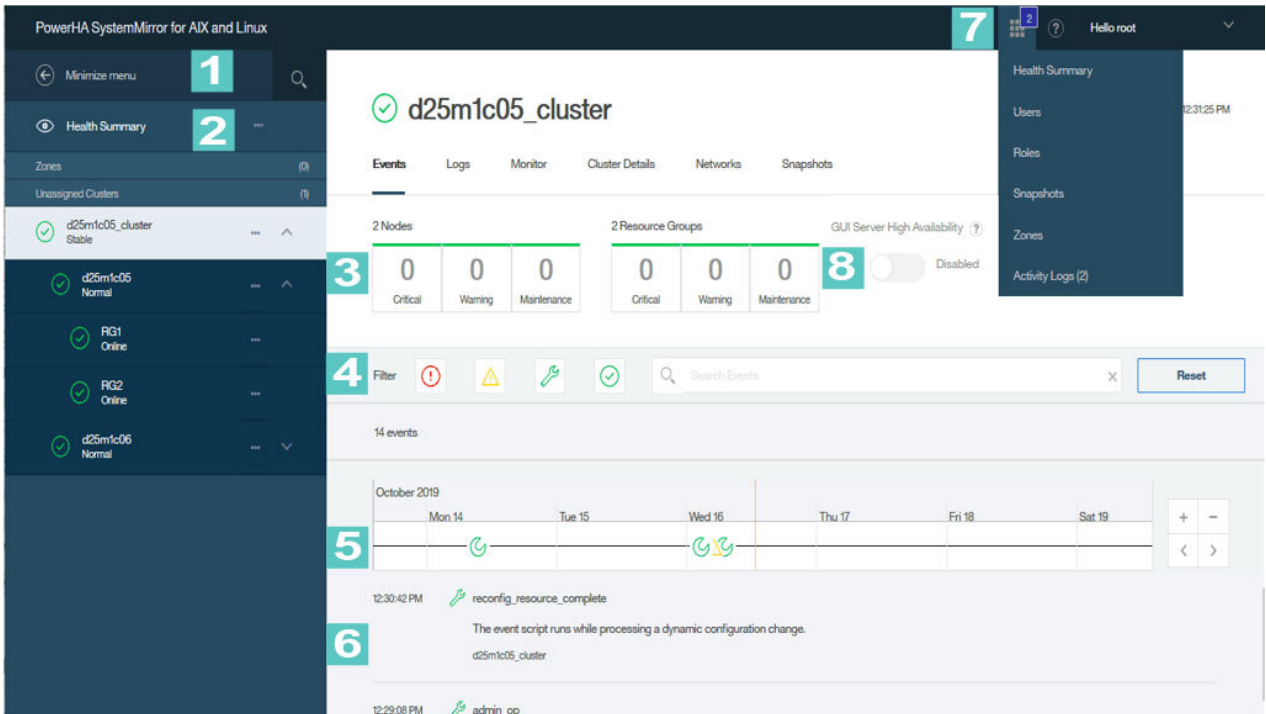 PowerHA SystemMirror for AIX and Linux
7
2
?
Hello root
Minimize menu
1
Health Summary
2
...
Zones (0)
Unassigned Clusters (1)
d25m1c05_cluster
Stable
...
d25m1c05
Normal
...
RG1
Online
...
RG2
Online
...
d25m1c06
Normal
...
d25m1c05_cluster
12:31:25 PM
Events Logs Monitor Cluster Details Networks Snapshots
Health Summary
Users
Roles
Snapshots
Zones
Activity Logs (2)
2 Nodes
3
0 0 0
Critical Warning Maintenance
2 Resource Groups
0 0 0
Critical Warning Maintenance
GUI Server High Availability ?
8
Disabled
4
Filter
Search Events
X
Reset
14 events
October 2019
Mon 14 Tue 15 Wed 16 Thu 17 Fri 18 Sat 19
5
+ -
< >
12:30:42 PM reconfig_resource_complete
6
The event script runs while processing a dynamic configuration change.
d25m1c05_cluster
12:29:08 PM admin_op